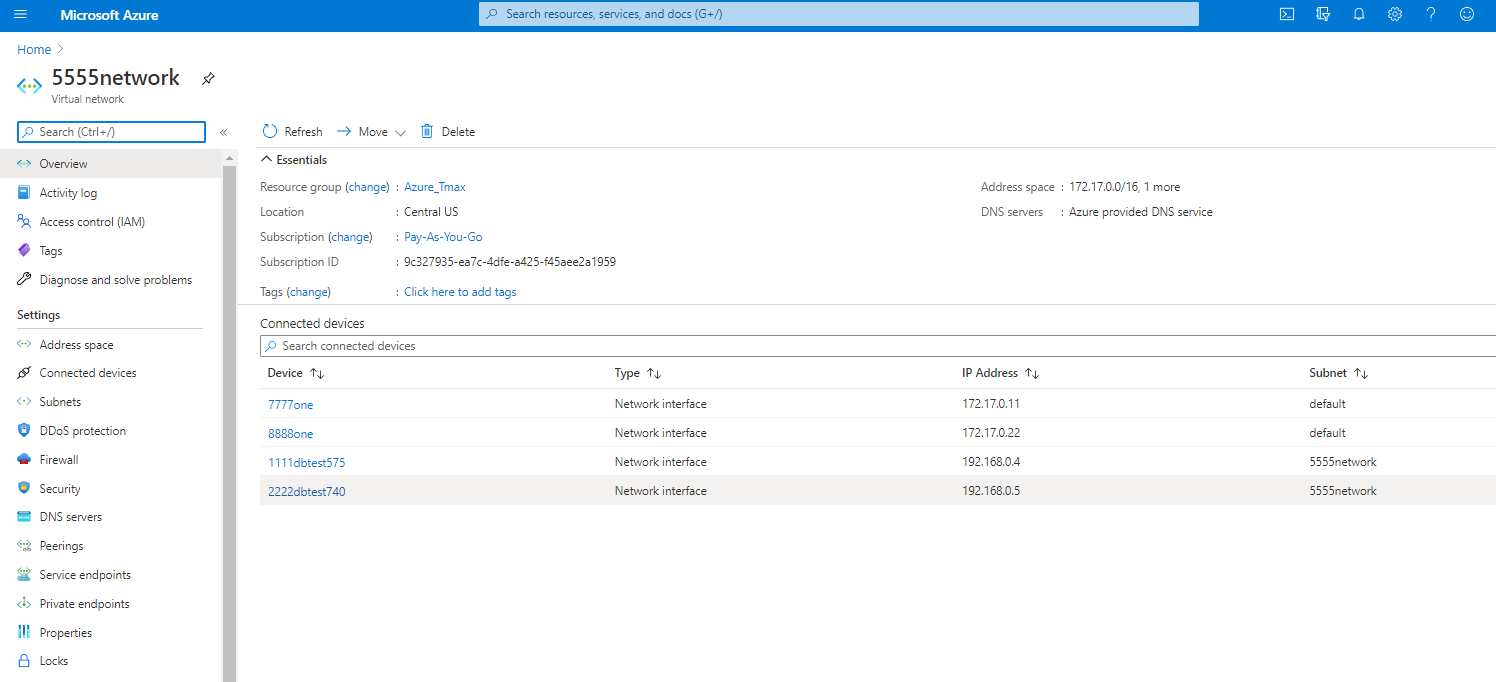 Microsoft Azure
Search resources, services, and docs (G+/)
Home
5555network
Virtual network
Search (Ctrl+/)
«
Overview
Activity log
Access control (IAM)
Tags
Diagnose and solve problems
Settings
Address space
Connected devices
Subnets
DDoS protection
Firewall
Security
DNS servers
Peerings
Service endpoints
Private endpoints
Properties
Locks
Refresh Move Delete
Essentials
Resource group (change) : Azure_Tmax
Location : Central US
Subscription (change) : Pay-As-You-Go
Subscription ID : 9c327935-ea7c-4dfe-a425-f45aee2a1959
Tags (change) : Click here to add tags
Address space : 172.17.0.0/16, 1 more
DNS servers : Azure provided DNS service
Connected devices
Search connected devices
Device Type IP Address Subnet
7777one Network interface 172.17.0.11 default
8888one Network interface 172.17.0.22 default
1111dbtest575 Network interface 192.168.0.4 5555network
2222dbtest740 Network interface 192.168.0.5 5555network